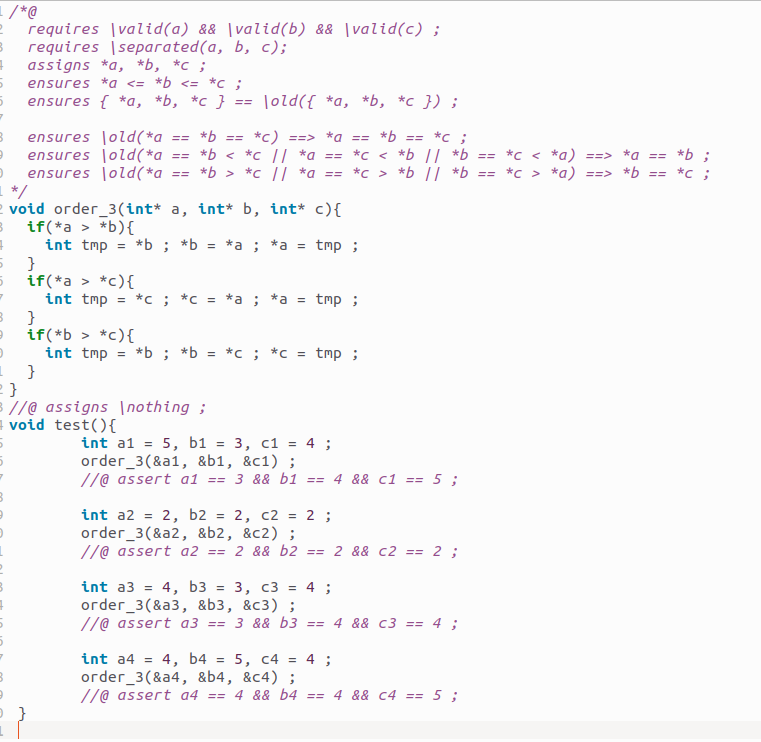 /*@
  requires \valid(a) && \valid(b) && \valid(c) ;
  requires \separated(a, b, c);
  assigns *a, *b, *c ;
  ensures *a <= *b <= *c ;
  ensures { *a, *b, *c } == \old({ *a, *b, *c }) ;

  ensures \old(*a == *b == *c) ==> *a == *b == *c ;
  ensures \old(*a == *b < *c || *a == *c < *b || *b == *c < *a) ==> *a == *b ;
  ensures \old(*a == *b > *c || *a == *c > *b || *b == *c > *a) ==> *b == *c ;
*/
void order_3(int* a, int* b, int* c){
  if(*a > *b){
    int tmp = *b ; *b = *a ; *a = tmp ;
  }
  if(*a > *c){
    int tmp = *c ; *c = *a ; *a = tmp ;
  }
  if(*b > *c){
    int tmp = *b ; *b = *c ; *c = tmp ;
  }
}
//@ assigns \nothing ;
void test(){
        int a1 = 5, b1 = 3, c1 = 4 ;
        order_3(&a1, &b1, &c1) ;
        //@ assert a1 == 3 && b1 == 4 && c1 == 5 ;

        int a2 = 2, b2 = 2, c2 = 2 ;
        order_3(&a2, &b2, &c2) ;
        //@ assert a2 == 2 && b2 == 2 && c2 == 2 ;

        int a3 = 4, b3 = 3, c3 = 4 ;
        order_3(&a3, &b3, &c3) ;
        //@ assert a3 == 3 && b3 == 4 && c3 == 4 ;

        int a4 = 4, b4 = 5, c4 = 4 ;
        order_3(&a4, &b4, &c4) ;
        //@ assert a4 == 4 && b4 == 4 && c4 == 5 ;
 }